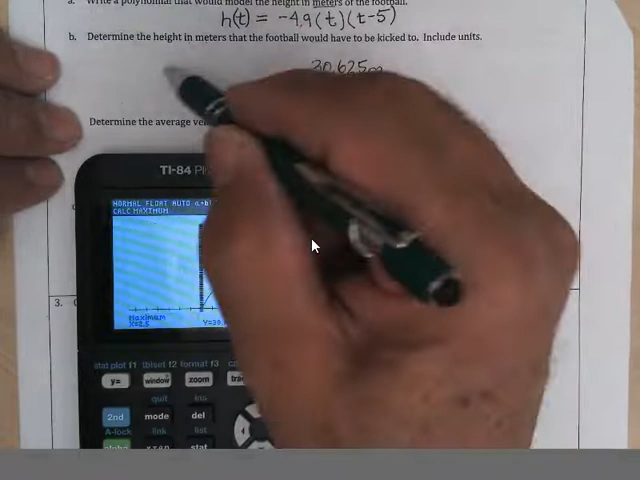 a. Write a polynomial that would model the height in meters of the football.
h(t) = -4.9(t)(t-5)
b. Determine the height in meters that the football would have to be kicked to. Include units.
30.625m
Determine the average
TI-84
NORMAL FLOAT AUTO
CALC MAXIMUM
Maximum
X=2.5
3.
stat plot f1 tblset f2 format f3
y= window zoom
quit ins
2nd mode del
A-lock link list
alpha stat